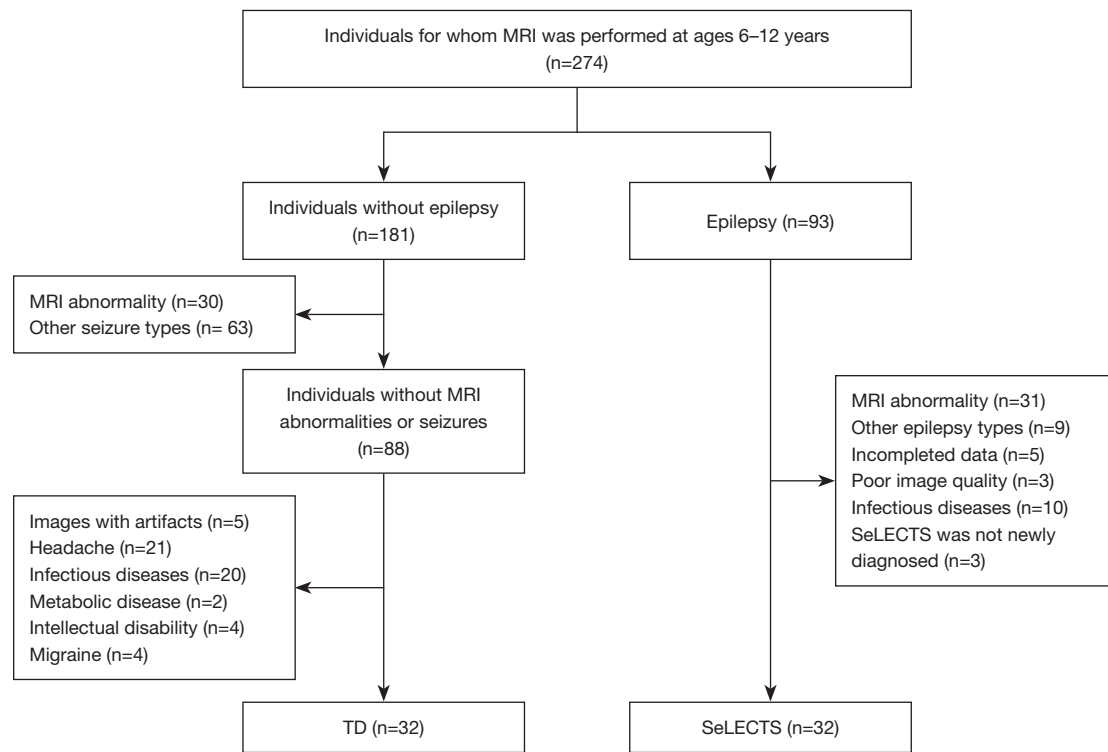 Individuals for whom MRI was performed at ages 6–12 years
(n=274)
Individuals without epilepsy
(n=181)
Epilepsy (n=93)
MRI abnormality (n=30)
Other seizure types (n= 63)
Individuals without MRI
abnormalities or seizures
(n=88)
MRI abnormality (n=31)
Other epilepsy types (n=9)
Incompleted data (n=5)
Poor image quality (n=3)
Infectious diseases (n=10)
SeLECTS was not newly
diagnosed (n=3)
Images with artifacts (n=5)
Headache (n=21)
Infectious diseases (n=20)
Metabolic disease (n=2)
Intellectual disability (n=4)
Migraine (n=4)
TD (n=32)
SeLECTS (n=32)